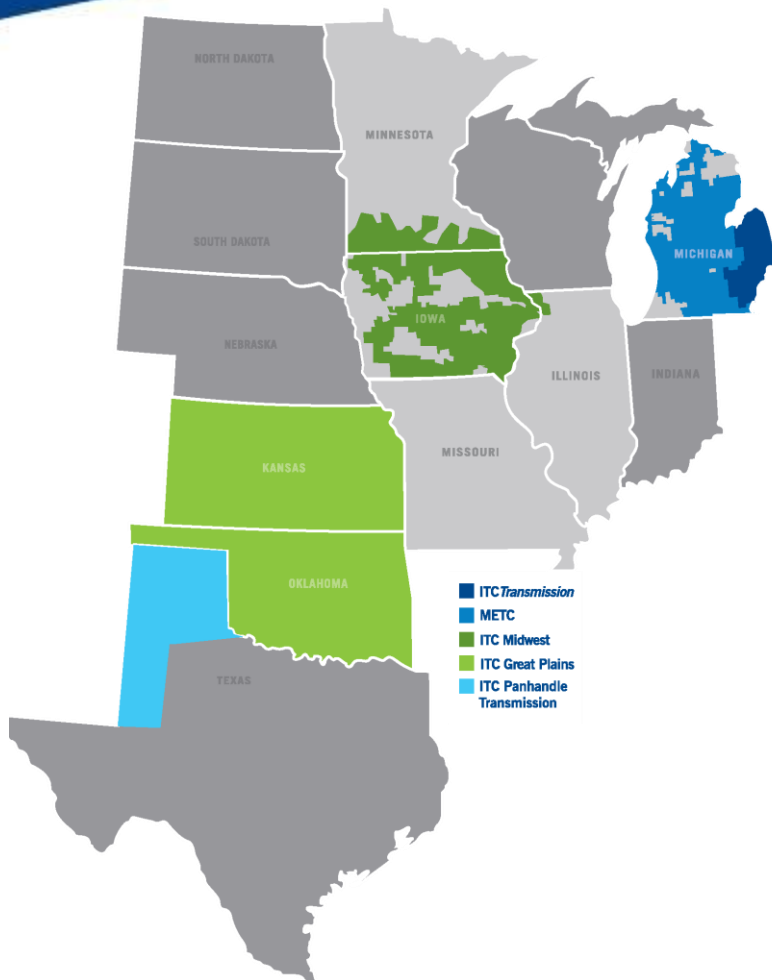 NORTH DAKOTA
MINNESOTA
SOUTH DAKOTA
MICHIGAN
IOWA
NEBRASKA
ILLINOIS
INDIANA
MISSOURI
KANSAS
OKLAHOMA
TEXAS
ITCTransmission
METC
ITC Midwest
ITC Great Plains
ITC Panhandle
Transmission